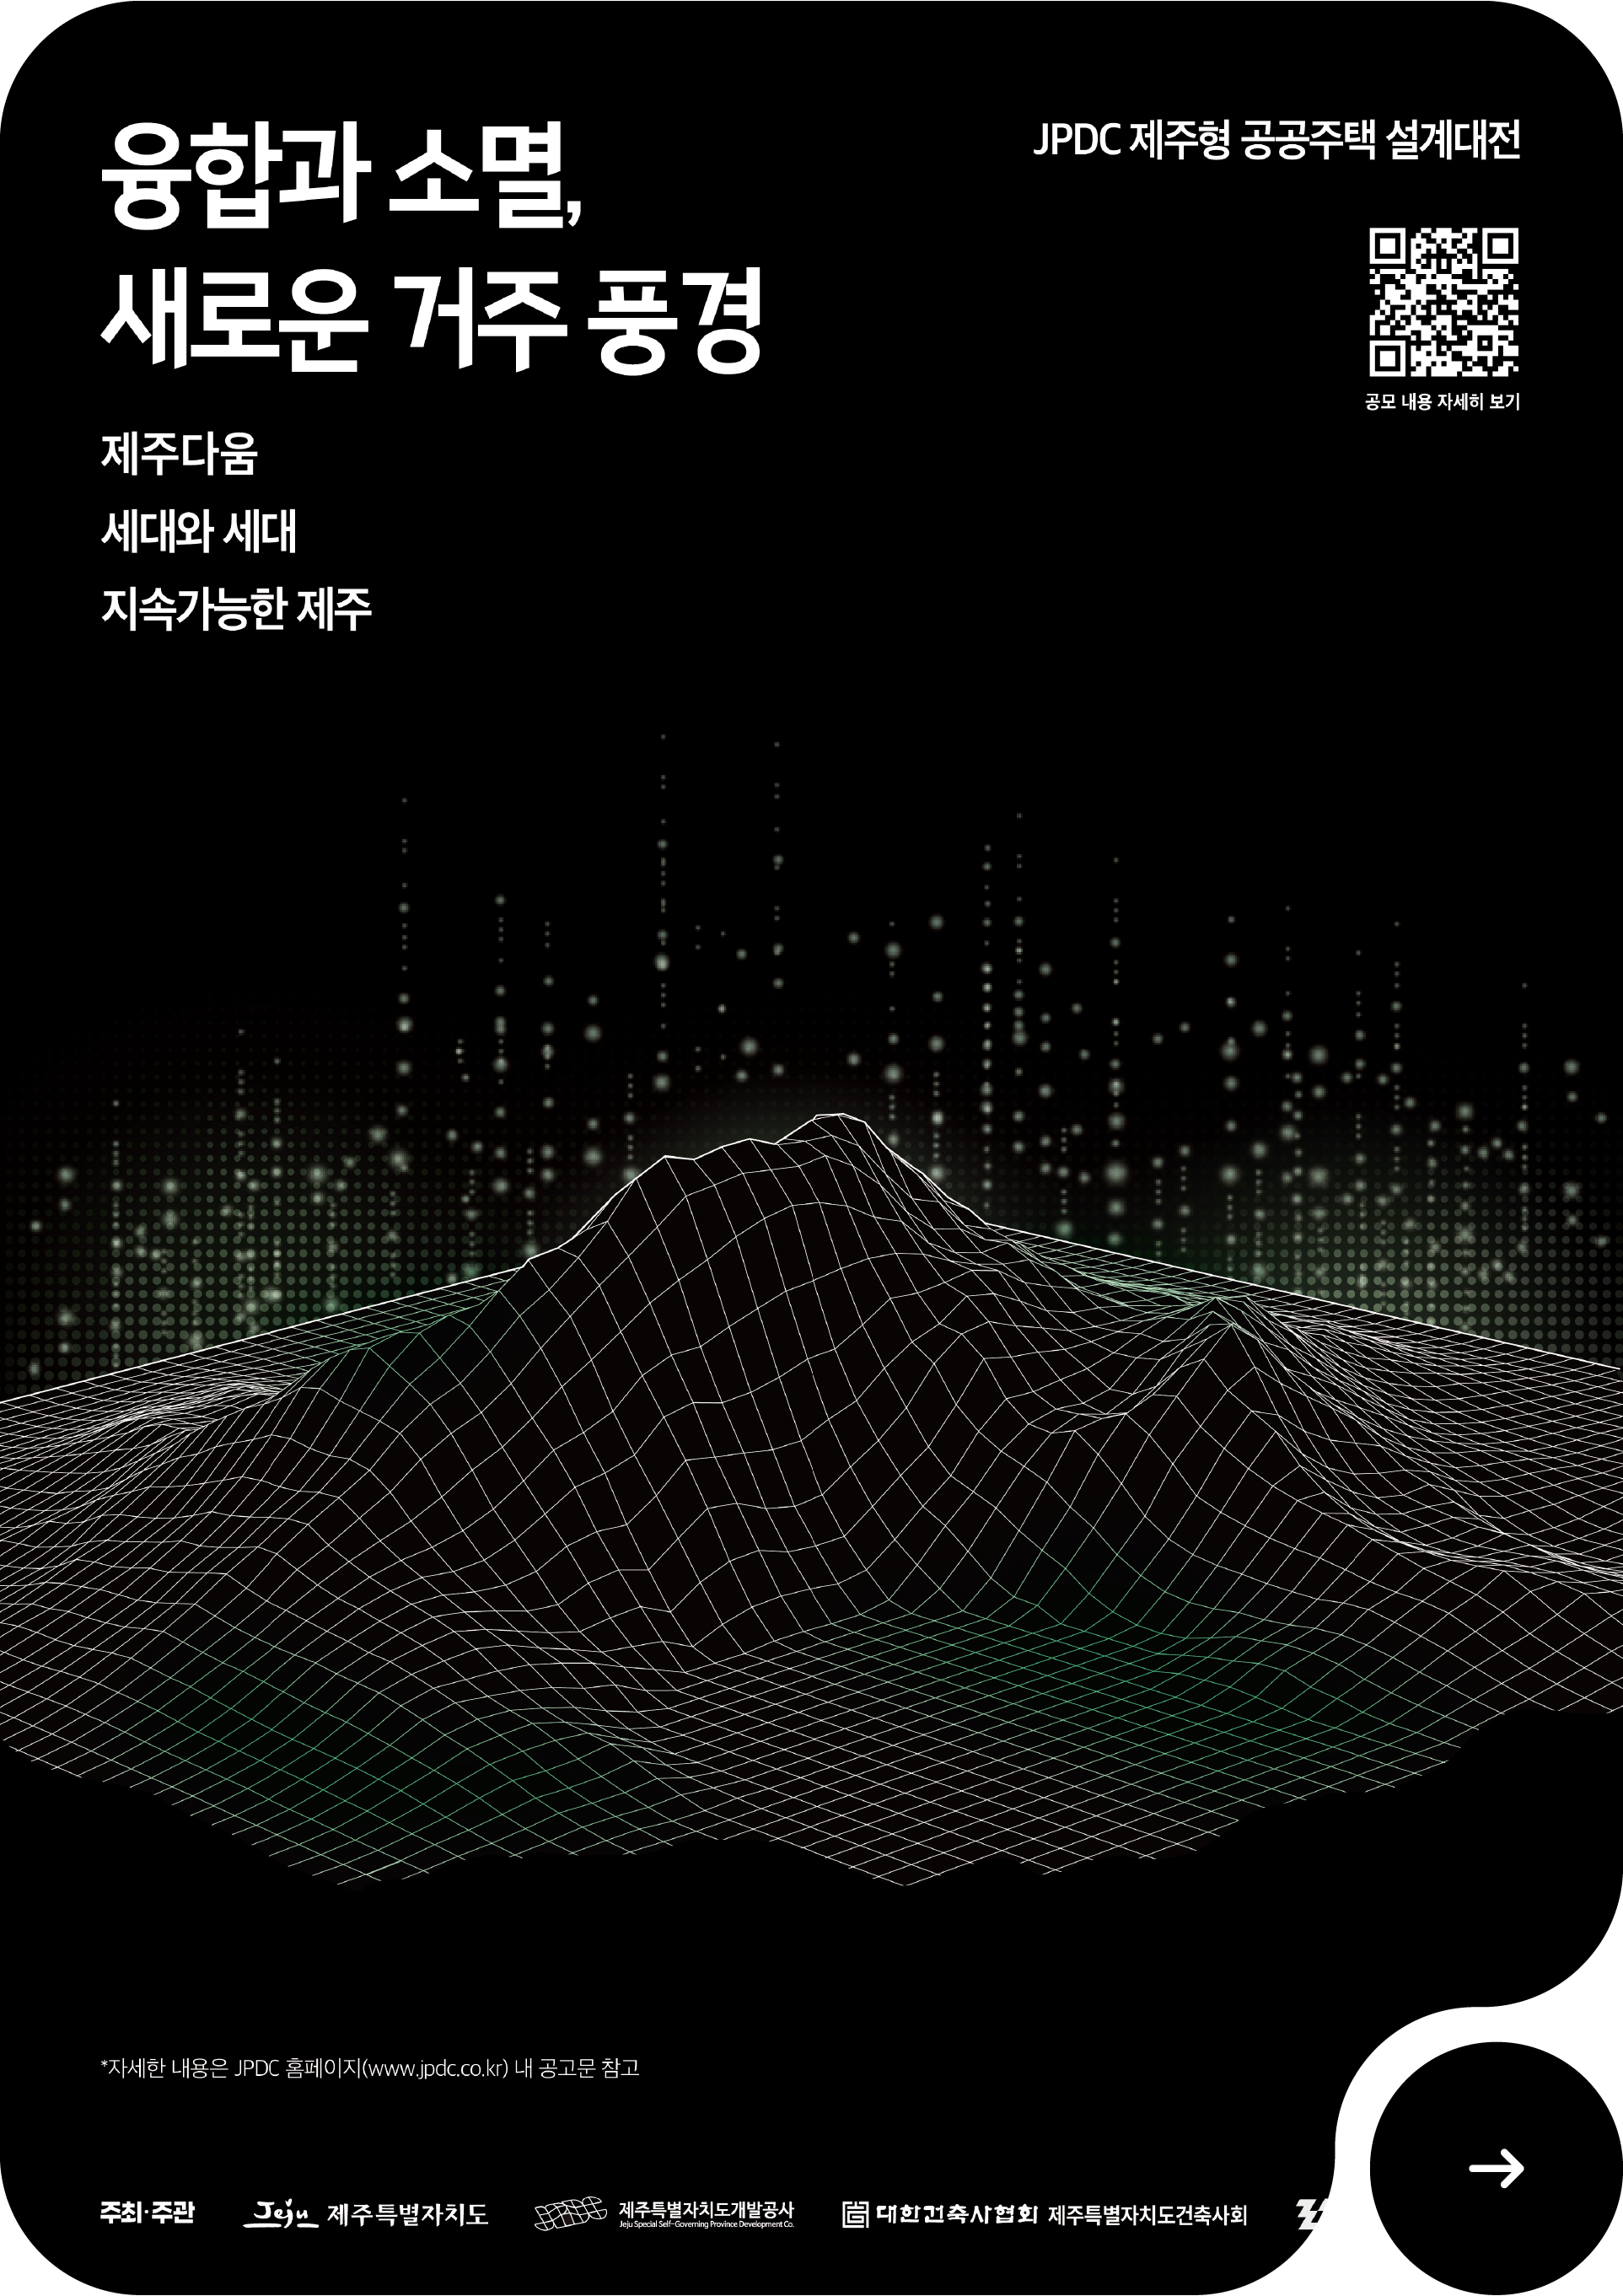 융합과 소멸,
새로운 거주 풍경
JPDC 제주형 공공주택 설계대전
공모 내용 자세히 보기
제주다움
세대와 세대
지속가능한 제주
*자세한 내용은 JPDC 홈페이지(www.jpdc.co.kr) 내 공고문 참고
주최·주관
Jeju 제주특별자치도
제주특별자치도개발공사
Jeju Special Self-Governing Province Development Co.
대한건축사협회 제주특별자치도건축사회